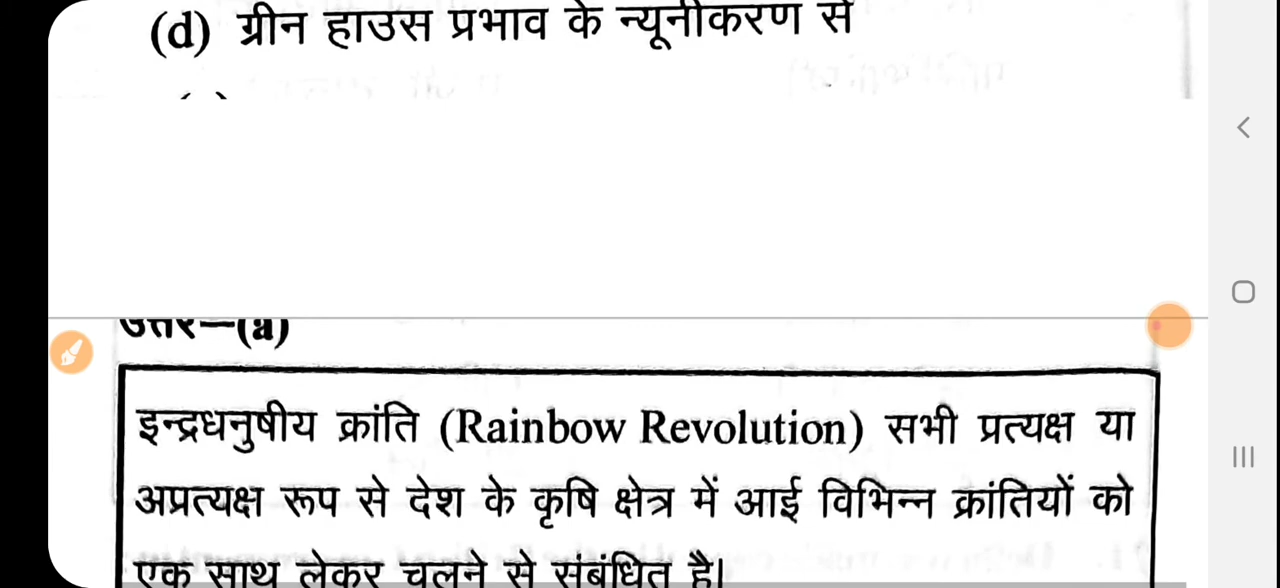 (d) ग्रीन हाउस प्रभाव के न्यूनीकरण से
उत्तर–(a)
इन्द्रधनुषीय क्रांति (Rainbow Revolution) सभी प्रत्यक्ष या
अप्रत्यक्ष रूप से देश के कृषि क्षेत्र में आई विभिन्न क्रांतियों को
एक साथ लेकर चलने से संबंधित है।